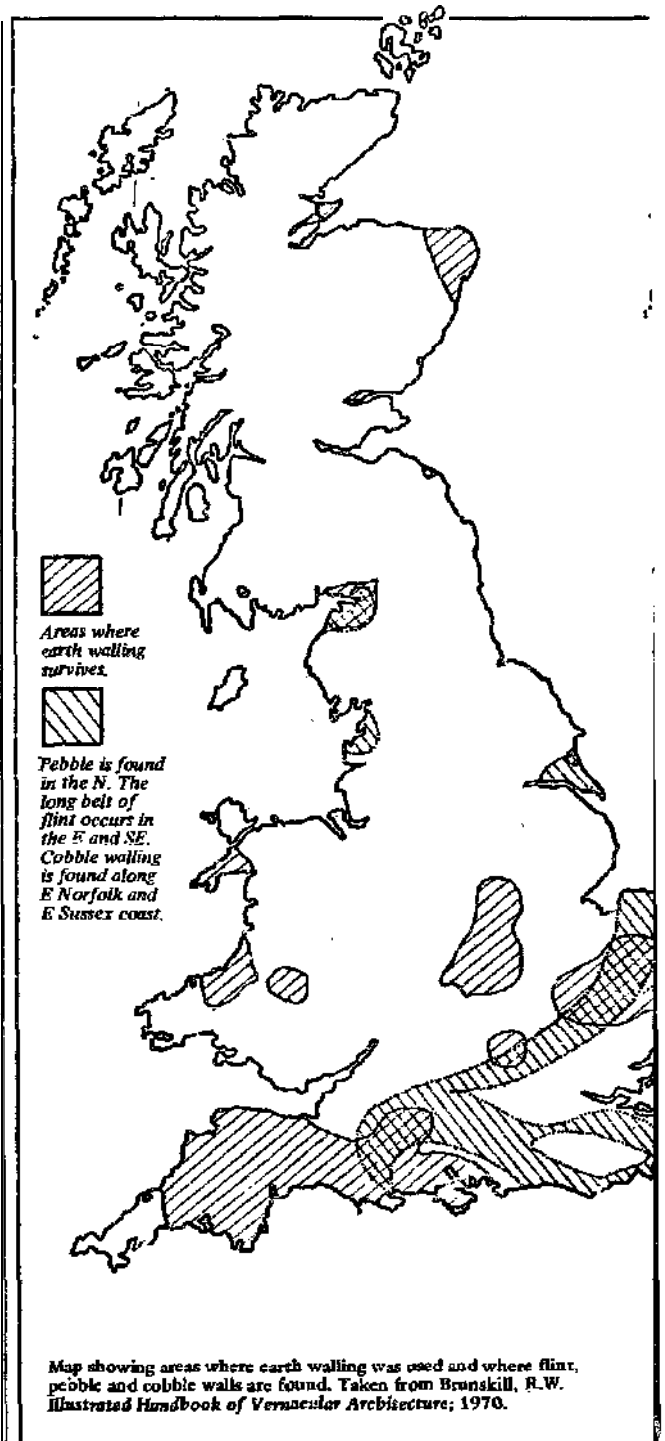 Areas where
earth walling
survives.
Pebble is found
in the N. The
long belt of
flint occurs in
the E and SE.
Cobble walling
is found along
E Norfolk and
E Sussex coast.
Map showing areas where earth walling was used and where flint,
pebble and cobble walls are found. Taken from Brunskill, R.W.
Illustrated Handbook of Vernacular Architecture; 1970.